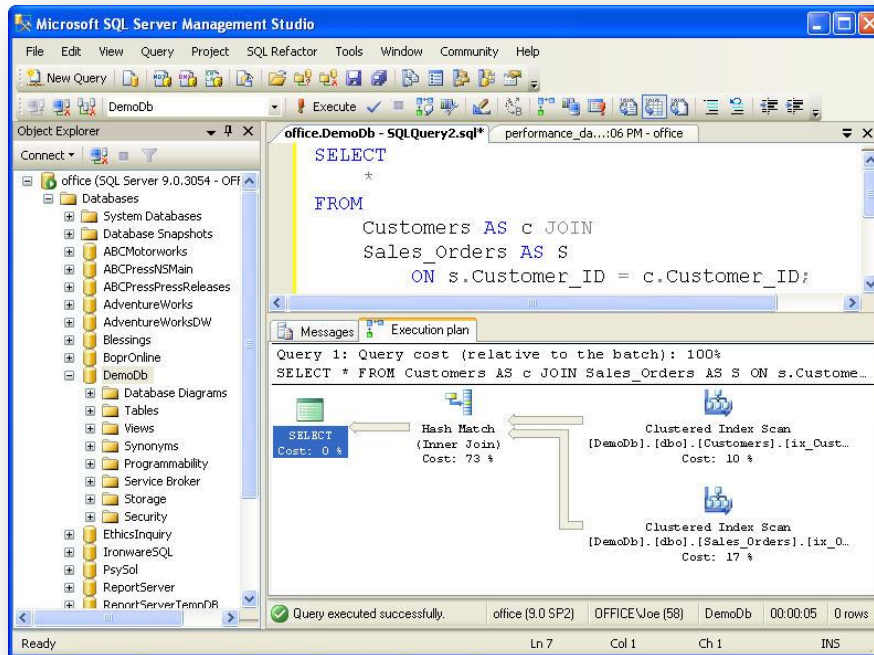 Microsoft SQL Server Management Studio
File Edit View Query Project SQL Refactor Tools Window Community Help
New Query
DemoDb
Execute
Object Explorer
Connect
office (SQL Server 9.0.3054 - OFF
Databases
System Databases
Database Snapshots
ABCMotorworks
ABCPressNSMain
ABCPressPressReleases
AdventureWorks
AdventureWorksDW
Blessings
BoprOnline
DemoDb
Database Diagrams
Tables
Views
Synonyms
Programmability
Service Broker
Storage
Security
EthicsInquiry
IronwareSQL
PsySol
ReportServer
ReportServerTempDB
office.DemoDb - SQLQuery2.sql*
performance_da...:06 PM - office
SELECT
*
FROM
Customers AS c JOIN
Sales_Orders AS S
ON s.Customer_ID = c.Customer_ID;
Messages
Execution plan
Query 1: Query cost (relative to the batch): 100%
SELECT * FROM Customers AS c JOIN Sales_Orders AS S ON s.Custome...
SELECT
Cost: 0 %
Hash Match
(Inner Join)
Cost: 73 %
Clustered Index Scan
[DemoDb].[dbo].[Customers].[ix_Cust...
Cost: 10 %
Clustered Index Scan
[DemoDb].[dbo].[Sales_Orders].[ix_O...
Cost: 17 %
Query executed successfully.
office (9.0 SP2)
OFFICE\Joe (58)
DemoDb
00:00:05
0 rows
Ready
Ln 7
Col 1
Ch 1
INS